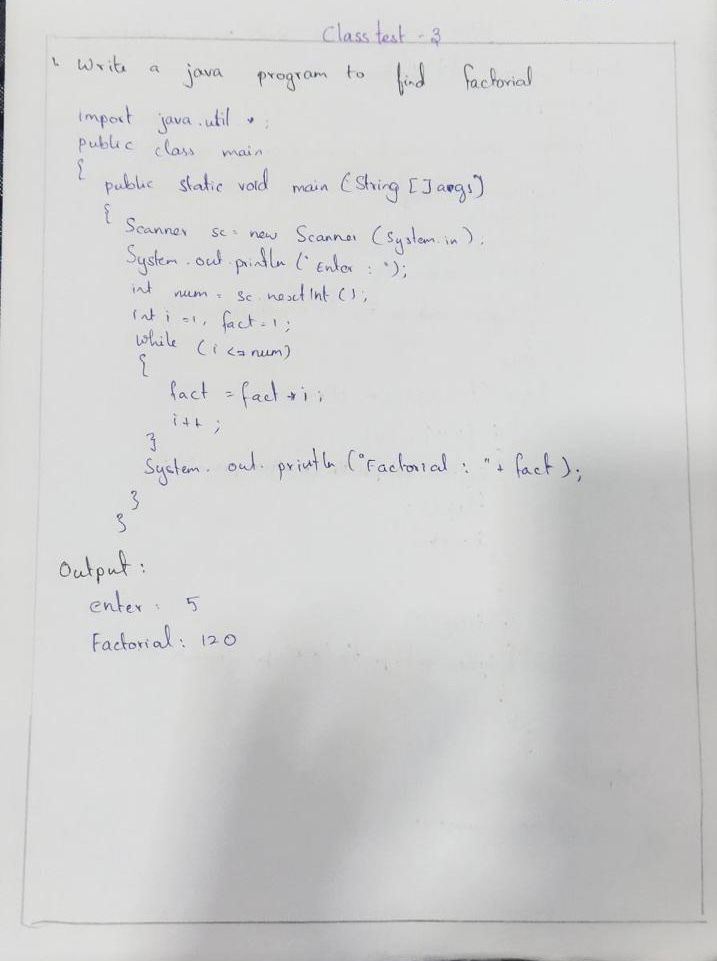 Class test - 3
1. Write a java program to find factorial
import java.util *;
public class main
{
public static void main (String [] args)
{
Scanner sc = new Scanner (System.in);
System.out.println ("Enter : ");
int num = sc.nextInt ();
int i =1, fact =1;
while (i <= num)
{
fact = fact * i ;
i++ ;
}
System.out.println ("Factorial : "+ fact);
}
}
Output :
enter : 5
Factorial : 120